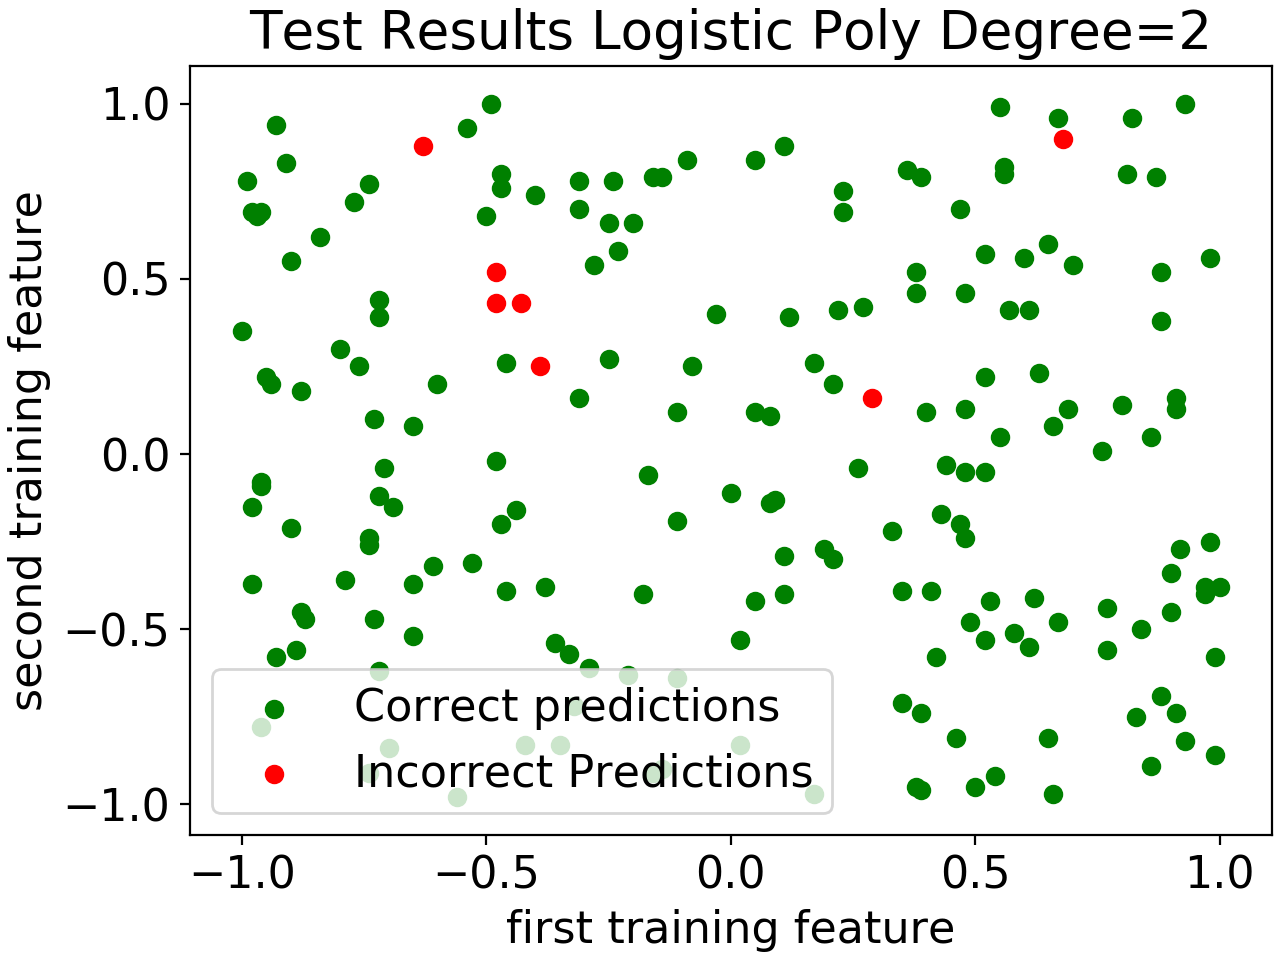 Test Results Logistic Poly Degree=2
second training feature
1.0
0.5
0.0
−0.5
−1.0
Correct predictions
Incorrect Predictions
−1.0 −0.5 0.0 0.5 1.0
first training feature